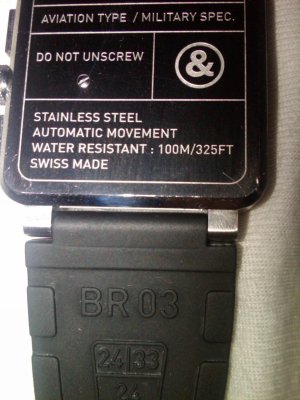 AVIATION TYPE / MILITARY SPEC.
DO NOT UNSCREW
&
STAINLESS STEEL
AUTOMATIC MOVEMENT
WATER RESISTANT : 100M/325FT
SWISS MADE
BR 03
24 33
24